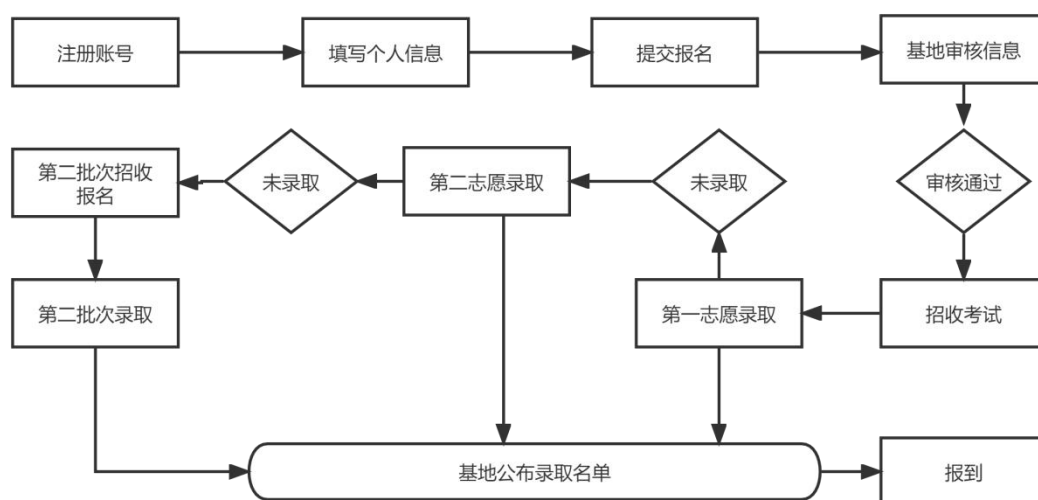 注册账号
填写个人信息
提交报名
基地审核信息
第二批次招收
报名
未录取
第二志愿录取
未录取
审核通过
第二批次录取
第一志愿录取
招收考试
基地公布录取名单
报到